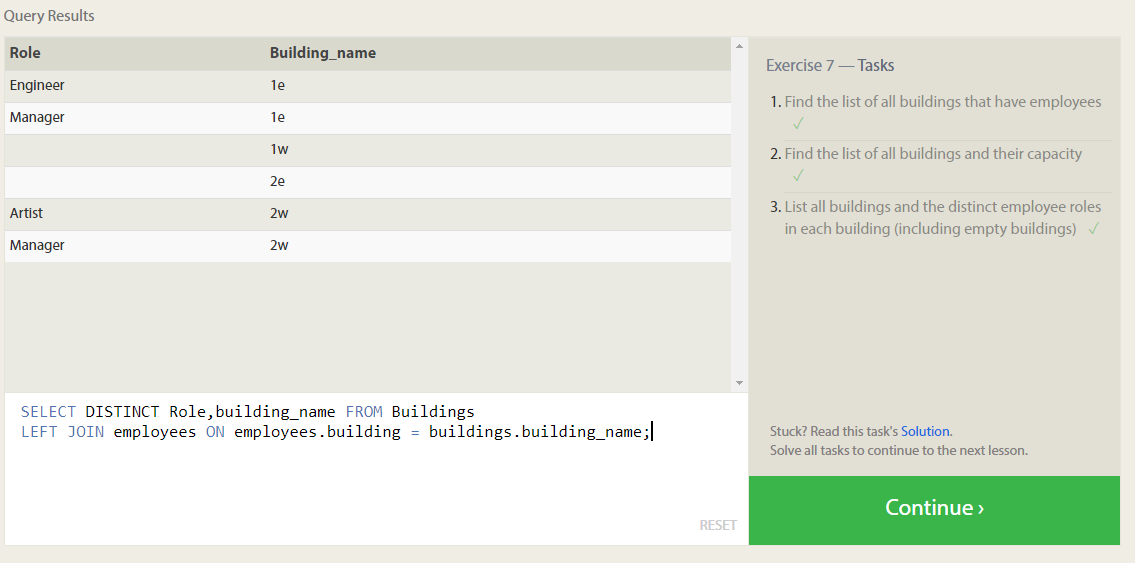 Query Results
Role Building_name
Engineer 1e
Manager 1e
1w
2e
Artist 2w
Manager 2w
SELECT DISTINCT Role,building_name FROM Buildings
LEFT JOIN employees ON employees.building = buildings.building_name;
RESET
Exercise 7 — Tasks
1. Find the list of all buildings that have employees
✓
2. Find the list of all buildings and their capacity
✓
3. List all buildings and the distinct employee roles
in each building (including empty buildings) ✓
Stuck? Read this task's Solution.
Solve all tasks to continue to the next lesson.
Continue ›